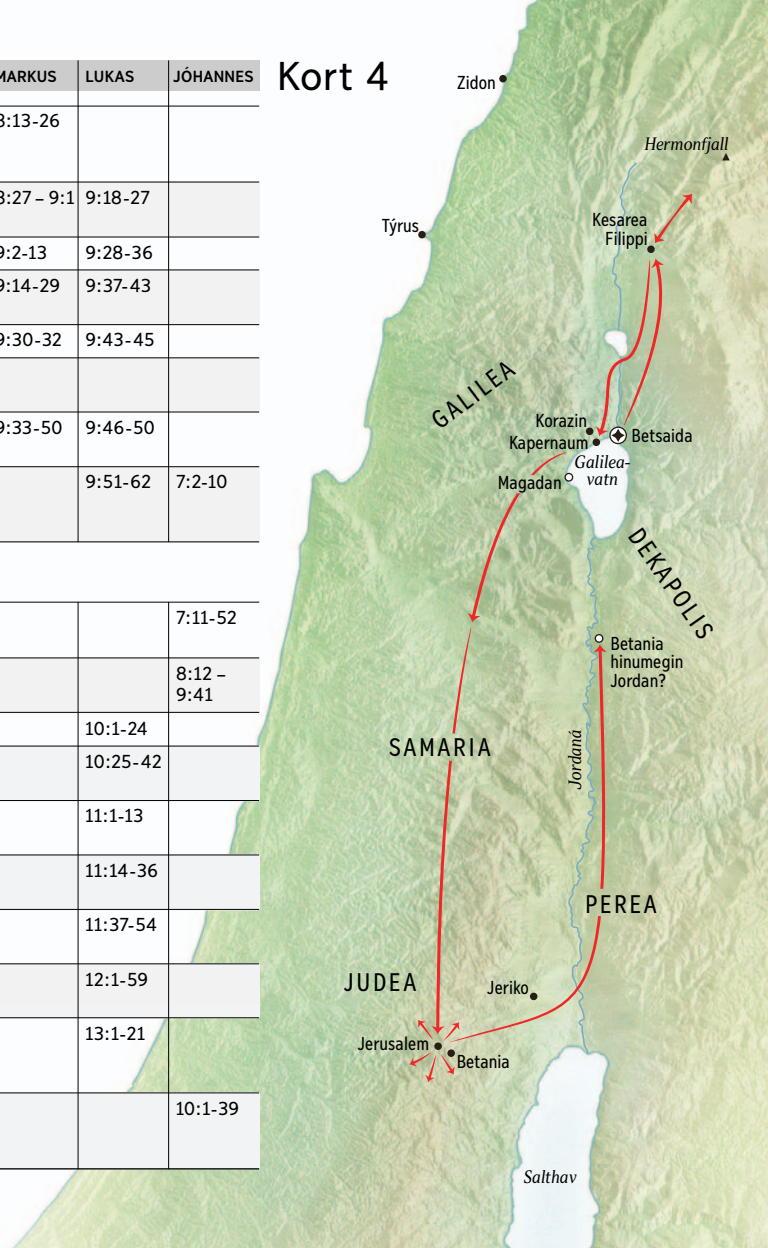 MARKUS LUKAS JÓHANNES
8:13-26
8:27 – 9:1 9:18-27
9:2-13 9:28-36
9:14-29 9:37-43
9:30-32 9:43-45
9:33-50 9:46-50
9:51-62 7:2-10
7:11-52
8:12 –
9:41
10:1-24
10:25-42
11:1-13
11:14-36
11:37-54
12:1-59
13:1-21
10:1-39
Kort 4
Zidon
Hermonfjall
Týrus
Kesarea
Filippi
GALILEA
Korazin
Kapernaum
Betsaida
Galilea-
vatn
Magadan
DEKAPOLIS
Betania
hinumegin
Jordan?
SAMARIA
Jordaná
PEREA
JUDEA
Jeriko
Jerusalem
Betania
Salthav